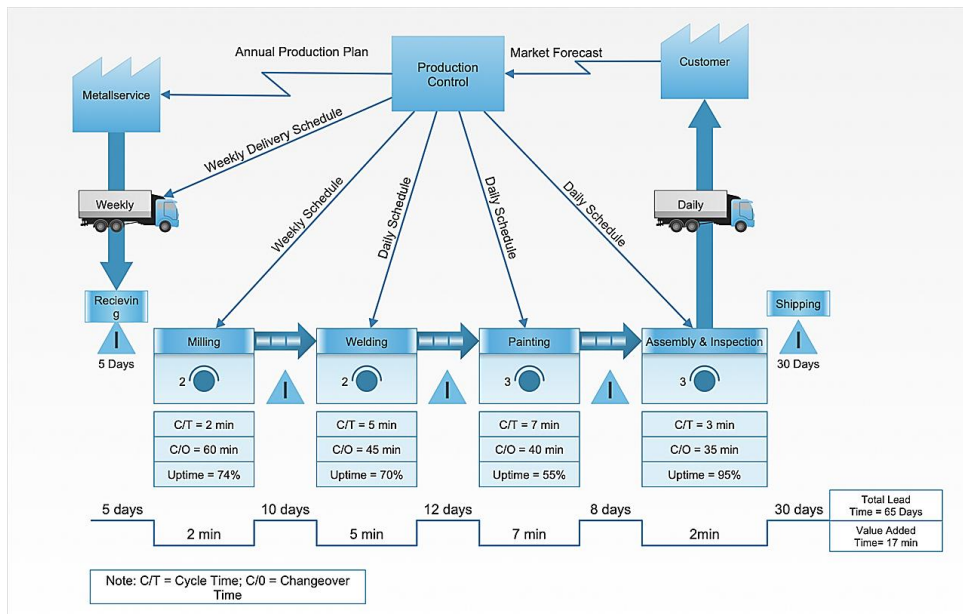 Annual Production Plan
Market Forecast
Metallservice
Production
Control
Customer
Weekly Delivery Schedule
Weekly Schedule
Daily Schedule
Daily Schedule
Daily Schedule
Weekly
Daily
Recievin
g
Shipping
I
5 Days
I
30 Days
Milling
Welding
Painting
Assembly & Inspection
2
I
2
I
3
I
3
C/T = 2 min
C/O = 60 min
Uptime = 74%
C/T = 5 min
C/O = 45 min
Uptime = 70%
C/T = 7 min
C/O = 40 min
Uptime = 55%
C/T = 3 min
C/O = 35 min
Uptime = 95%
5 days
10 days
12 days
8 days
30 days
2 min
5 min
7 min
2min
Total Lead
Time = 65 Days
Value Added
Time= 17 min
Note: C/T = Cycle Time; C/0 = Changeover
Time